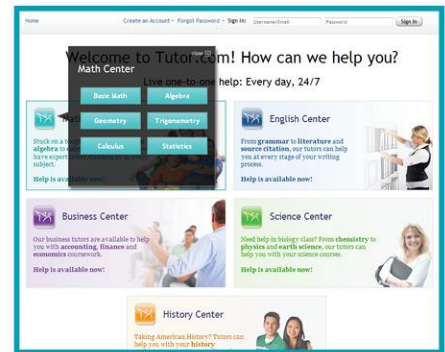 Home
Create an Account - Forgot Password - Sign In:
Username/Email
Password
Sign In
Welcome to Tutor.com! How can we help you?
Live one-to-one help: Every day, 24/7
close
Math Center
Basic Math
Algebra
Geometry
Trigonometry
Calculus
Statistics
Stuck on a
algebra to
have expert
subject.
Help is available now!
English Center
From grammar to literature and
source citation, our tutors can help
you at every stage of your writing
process.
Help is available now!
Business Center
Our business tutors are available to help
you with accounting, finance and
economics coursework.
Help is available now!
Science Center
Need help in biology class? From chemistry to
physics and earth science, our tutors can
help you with your science courses.
Help is available now!
History Center
Taking American History? Tutors can
help you with your history